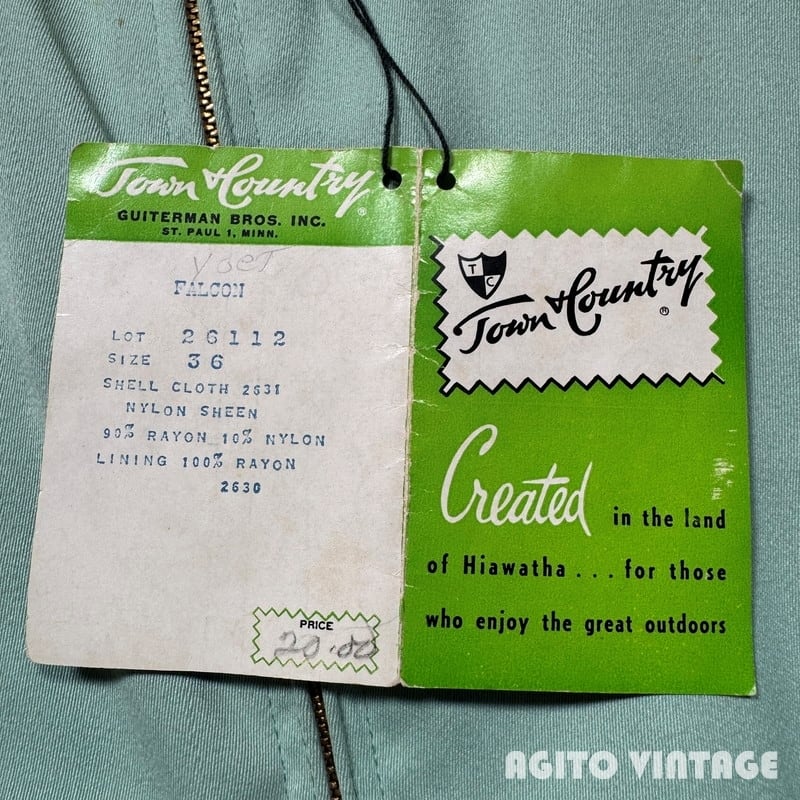 Town & Country ®
GUITERMAN BROS. INC.
ST. PAUL 1, MINN.
FALCON
LOT 26112
SIZE 36
SHELL CLOTH 2631
NYLON SHEEN
90% RAYON 10% NYLON
LINING 100% RAYON
2630
PRICE
20.00
T C
Town & Country ®
Created in the land
of Hiawatha... for those
who enjoy the great outdoors
AGITO VINTAGE